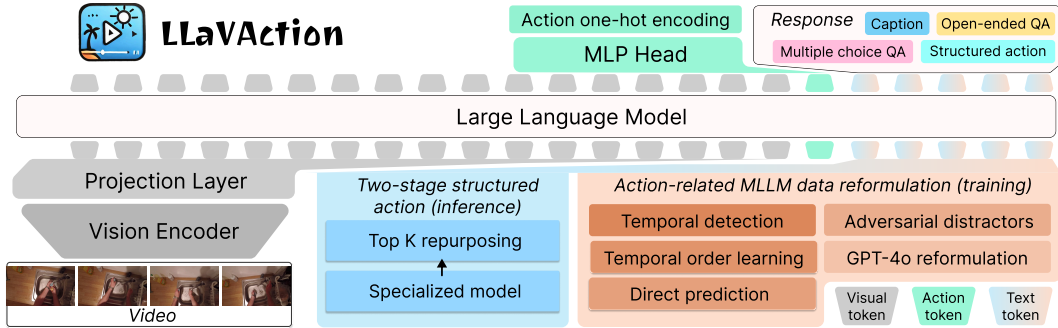 LLaVAction
Action one-hot encoding
MLP Head
Response
Caption
Open-ended QA
Multiple choice QA
Structured action
Large Language Model
Projection Layer
Vision Encoder
Video
Two-stage structured
action (inference)
Top K repurposing
Specialized model
Action-related MLLM data reformulation (training)
Temporal detection
Adversarial distractors
Temporal order learning
GPT-4o reformulation
Direct prediction
Visual
token
Action
token
Text
token